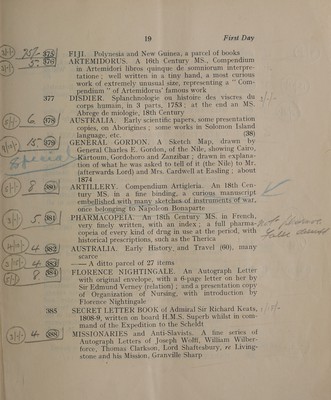 19 First Day
375 FIJI. Polynesia and New Guinea, a parcel of books
376 ARTEMIDORUS. A 16th Century MS., Compendium
in Artemidori libros quinque de somniorum interpre-
tations; well written in a tiny hand, a most curious
work of extremely unusual size, representing a “ Com-
pendium ” of Artemidorus' famous work
377 DISDIER. Splanchnologie on histoire des viscres du
corps humain, in 3 parts, 1753; at the end an MS.
Abrege de miologie, 18th Century
378 AUSTRALIA. Early scientific papers, some presentation
copies, on Aborigines; some works in Solomon Island
language, etc. (38)
379 GENERAL GORDON. A Sketch Map, drawn by
General Charles E. Gordon, of the Nile, showing Cairo,
Kartoum, Gordohoro and Zanzibar; drawn in explana-
tion of what he was asked to tell of it (the Nile) to Mr.
(afterwards Lord) and Mrs. Cardwell at Easling; about
1874
Special
380 ARTILLERY. Compendium Artigleria. An 18th Cen-
tury MS. in a fine binding, a curious manuscript
embellished with many sketches of instruments of war,
once belonging to Napoleon Bonaparte
381 PHARMACOPEIA. An 18th Century MS. in French,
very finely written, with an index; a full pharma-
copeia of every kind of drug in use at the period, with
historical prescriptions, such as the Therica
382 AUSTRALIA. Early History, and Travel (60), many
scarce
383 —— A ditto parcel of 27 items
384 FLORENCE NIGHTINGALE. An Autograph Letter
with original envelope, with a 6-page letter on her by
Sir Edmund Verney (relation); and a presentation copy
of Organization of Nursing, with introduction by
Florence Nightingale
385 SECRET LETTER BOOK of Admiral Sir Richard Keats,
1808-9, written on board H.M.S. Superb whilst in com-
mand of the Expedition to the Scheldt
386 MISSIONARIES and Anti-Slavists. A fine series of
Autograph Letters of Joseph Wolff, William Wilber-
force, Thomas Clarkson, Lord Shaftesbury, re Living-
stone and his Mission, Granville Sharp